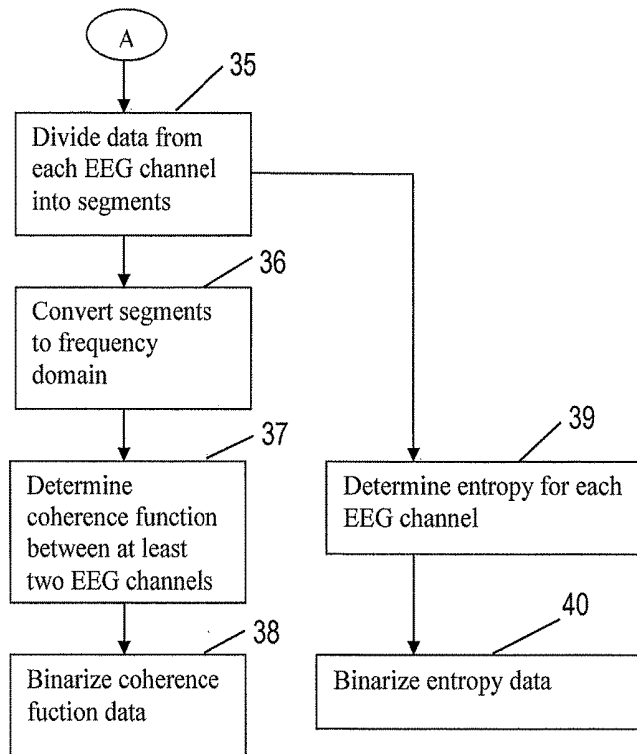 A
35
Divide data from
each EEG channel
into segments
36
Convert segments
to frequency
domain
37
Determine
coherence function
between at least
two EEG channels
38
Binarize coherence
fuction data
39
Determine entropy for each
EEG channel
40
Binarize entropy data